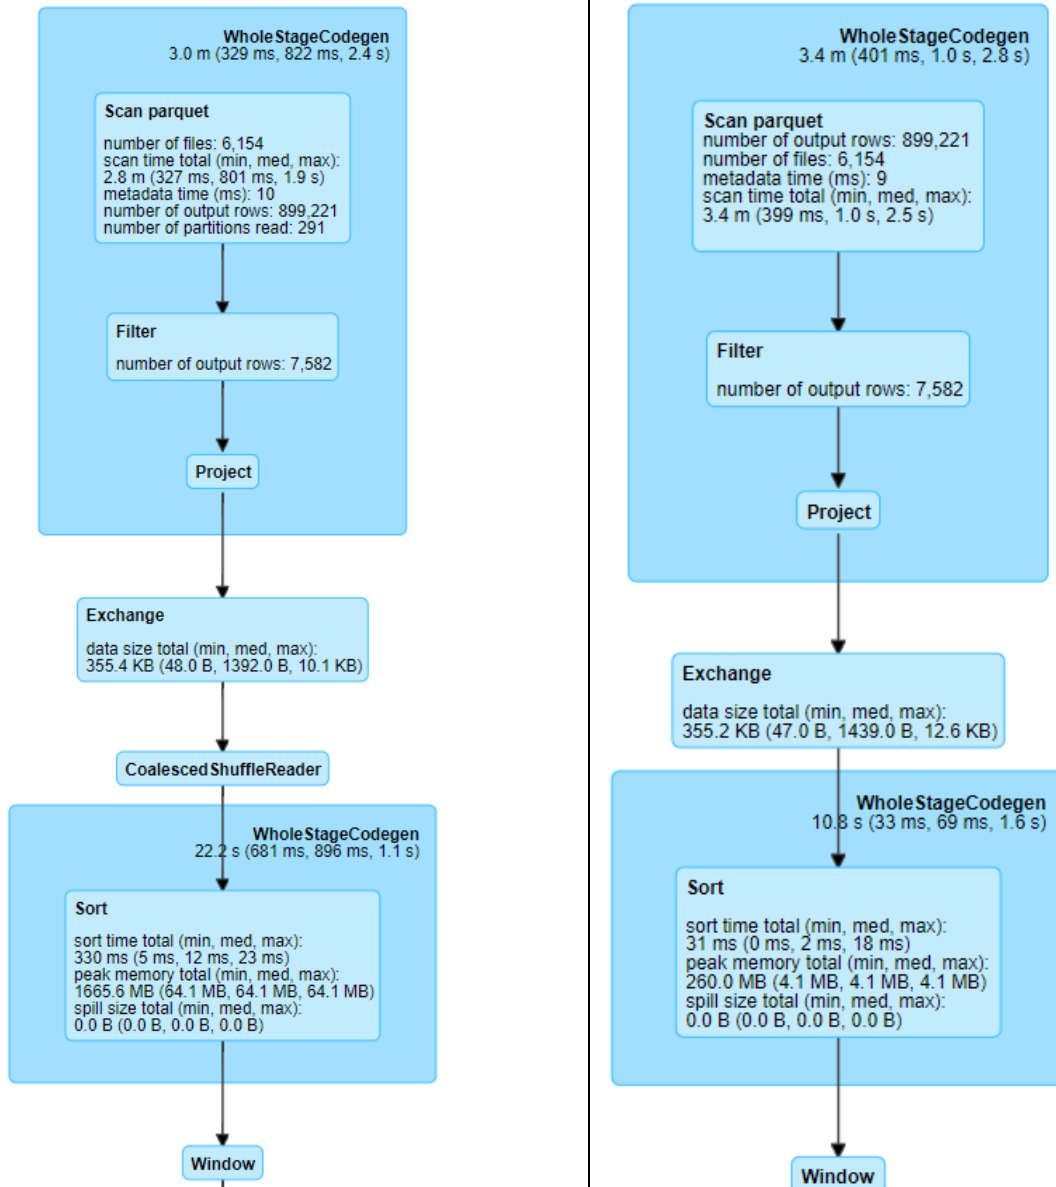 WholeStageCodegen
3.0 m (329 ms, 822 ms, 2.4 s)
Scan parquet
number of files: 6,154
scan time total (min, med, max):
2.8 m (327 ms, 801 ms, 1.9 s)
metadata time (ms): 10
number of output rows: 899,221
number of partitions read: 291
Filter
number of output rows: 7,582
Project
Exchange
data size total (min, med, max):
355.4 KB (48.0 B, 1392.0 B, 10.1 KB)
CoalescedShuffleReader
WholeStageCodegen
22.2 s (681 ms, 896 ms, 1.1 s)
Sort
sort time total (min, med, max):
330 ms (5 ms, 12 ms, 23 ms)
peak memory total (min, med, max):
1665.6 MB (64.1 MB, 64.1 MB, 64.1 MB)
spill size total (min, med, max):
0.0 B (0.0 B, 0.0 B, 0.0 B)
Window
WholeStageCodegen
3.4 m (401 ms, 1.0 s, 2.8 s)
Scan parquet
number of output rows: 899,221
number of files: 6,154
metadata time (ms): 9
scan time total (min, med, max):
3.4 m (399 ms, 1.0 s, 2.5 s)
Filter
number of output rows: 7,582
Project
Exchange
data size total (min, med, max):
355.2 KB (47.0 B, 1439.0 B, 12.6 KB)
WholeStageCodegen
10.8 s (33 ms, 69 ms, 1.6 s)
Sort
sort time total (min, med, max):
31 ms (0 ms, 2 ms, 18 ms)
peak memory total (min, med, max):
260.0 MB (4.1 MB, 4.1 MB, 4.1 MB)
spill size total (min, med, max):
0.0 B (0.0 B, 0.0 B, 0.0 B)
Window